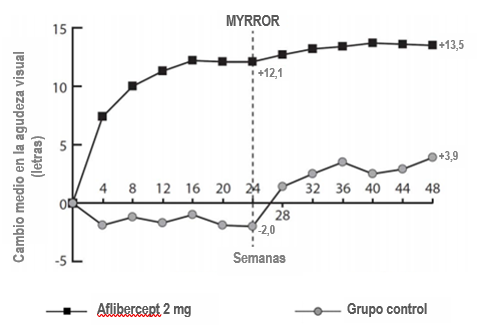 MYRROR
Cambio medio en la agudeza visual
(letras)
15
10
5
0
-5
+13,5
+12,1
+3,9
-2,0
4 8 12 16 20 24 28 32 36 40 44 48
Semanas
Aflibercept 2 mg
Grupo control